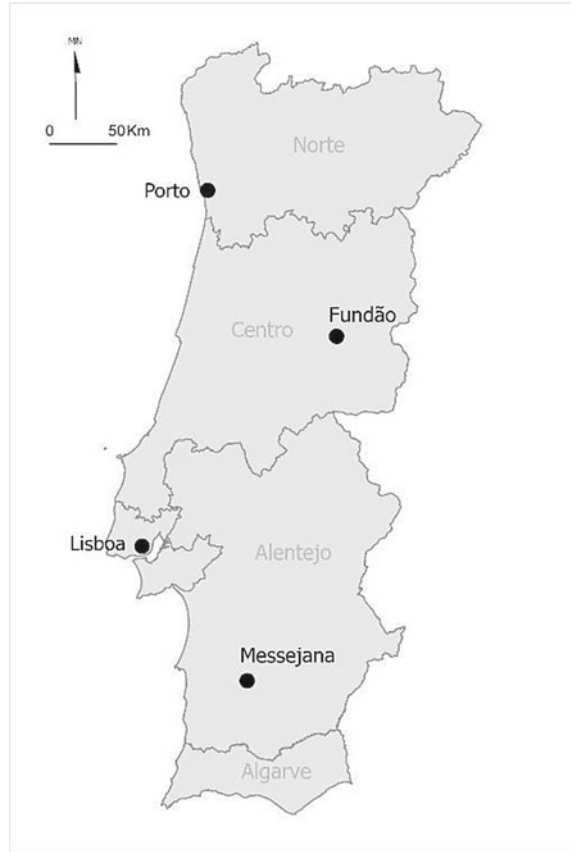 MN
0 50Km
Norte
Porto
Fundão
Centro
Lisboa
Alentejo
Messejana
Algarve